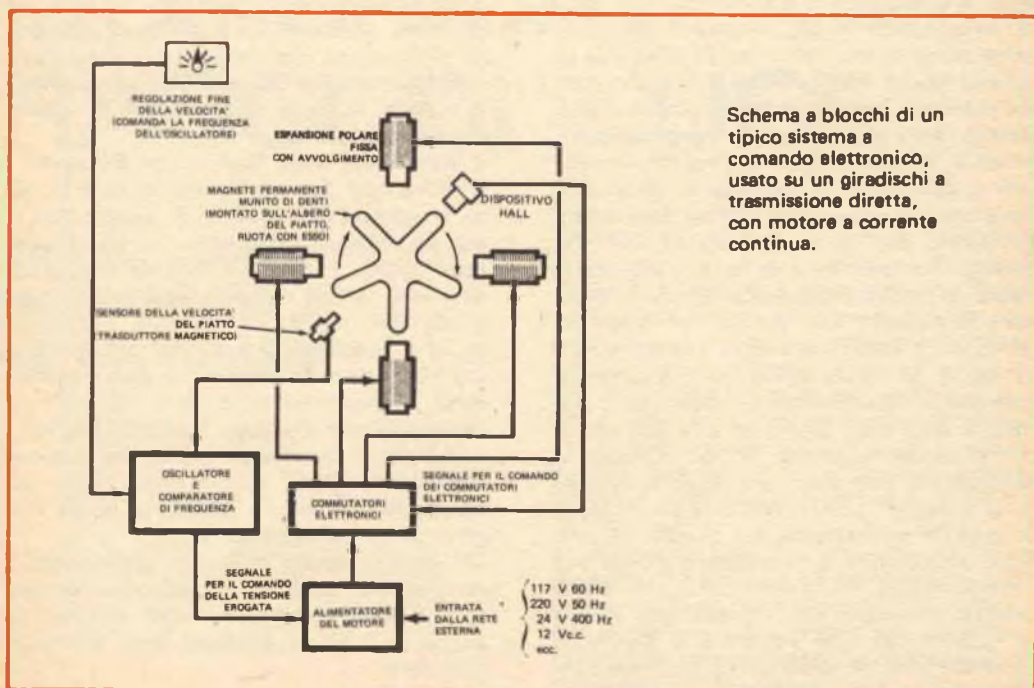 REGOLAZIONE FINE
DELLA VELOCITA'
(COMANDA LA FREQUENZA
DELL'OSCILLATORE)
ESPANSIONE POLARE
FISSA
CON AVVOLGIMENTO
MAGNETE PERMANENTE
MUNITO DI DENTI
(MONTATO SULL'ALBERO
DEL PIATTO,
RUOTA CON ESSO)
DISPOSITIVO
HALL
SENSORE DELLA VELOCITA'
DEL PIATTO
(TRASDUTTORE MAGNETICO)
OSCILLATORE
E
COMPARATORE
DI FREQUENZA
COMMUTATORI
ELETTRONICI
SEGNALE PER IL COMANDO
DEI COMMUTATORI
ELETTRONICI
SEGNALE
PER IL COMANDO
DELLA TENSIONE
EROGATA
ALIMENTATORE
DEL MOTORE
ENTRATA
DALLA RETE
ESTERNA
117 V 60 Hz
220 V 50 Hz
24 V 400 Hz
12 Vc.c.
ecc.
Schema a blocchi di un
tipico sistema a
comando elettronico,
usato su un giradischi a
trasmissione diretta,
con motore a corrente
continua.